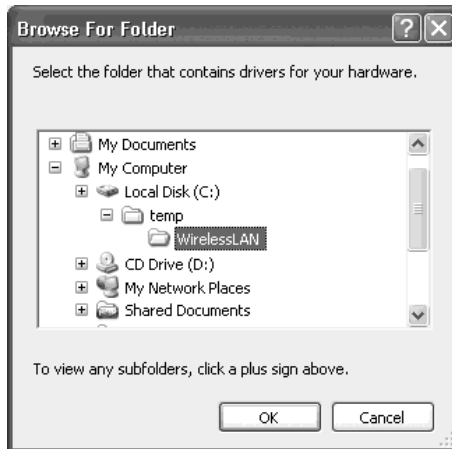 Browse For Folder
Select the folder that contains drivers for your hardware.
My Documents
My Computer
Local Disk (C:)
temp
WirelessLAN
CD Drive (D:)
My Network Places
Shared Documents
To view any subfolders, click a plus sign above.
OK Cancel